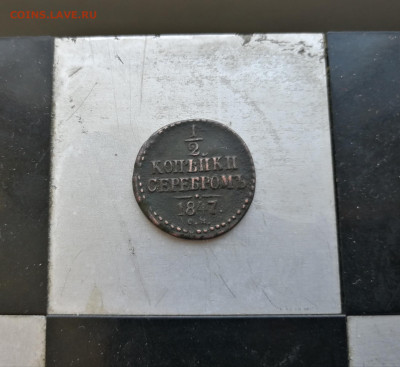 COINS.LAVE.RU
1
2
КОПѢЙКИ
СЕРЕБРОМЪ
1847.
С.М.